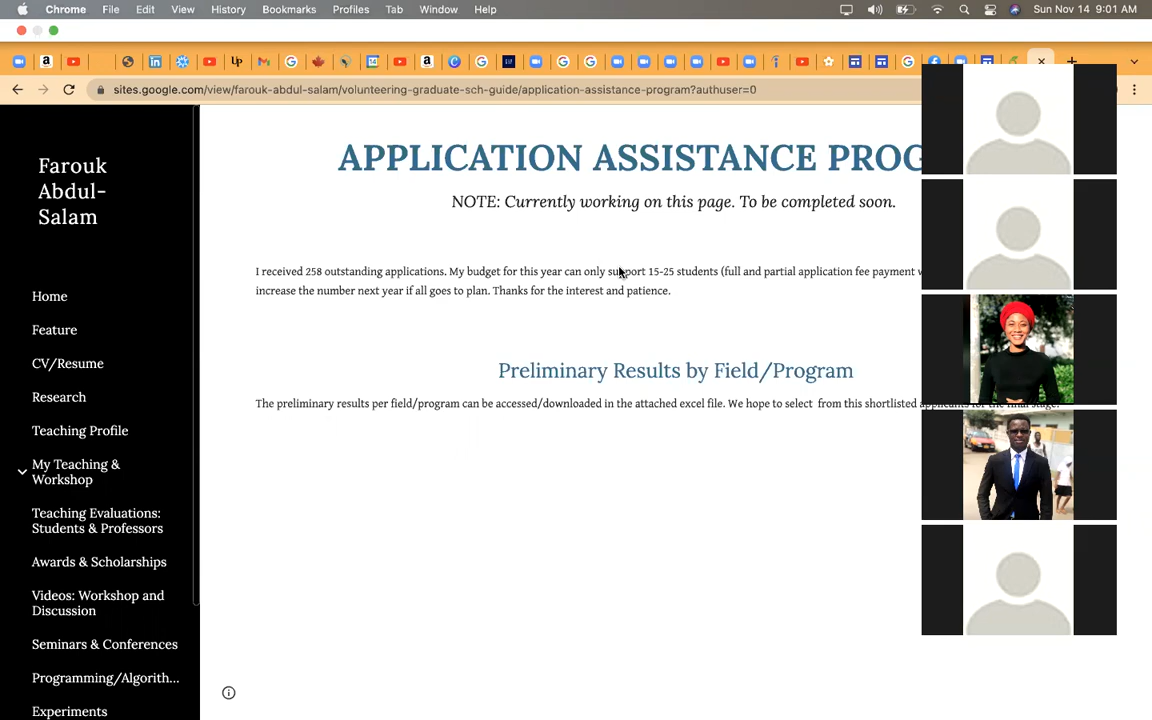 Chrome File Edit View History Bookmarks Profiles Tab Window Help Sun Nov 14 9:01 AM
sites.google.com/view/farouk-abdul-salam/volunteering-graduate-sch-guide/application-assistance-program?authuser=0
Farouk
Abdul-
Salam
Home
Feature
CV/Resume
Research
Teaching Profile
My Teaching &
Workshop
Teaching Evaluations:
Students & Professors
Awards & Scholarships
Videos: Workshop and
Discussion
Seminars & Conferences
Programming/Algorith...
Experiments
APPLICATION ASSISTANCE PROG
NOTE: Currently working on this page. To be completed soon.
I received 258 outstanding applications. My budget for this year can only support 15-25 students (full and partial application fee payment
increase the number next year if all goes to plan. Thanks for the interest and patience.
Preliminary Results by Field/Program
The preliminary results per field/program can be accessed/downloaded in the attached excel file. We hope to select from this shortlisted applicants for the final stage.